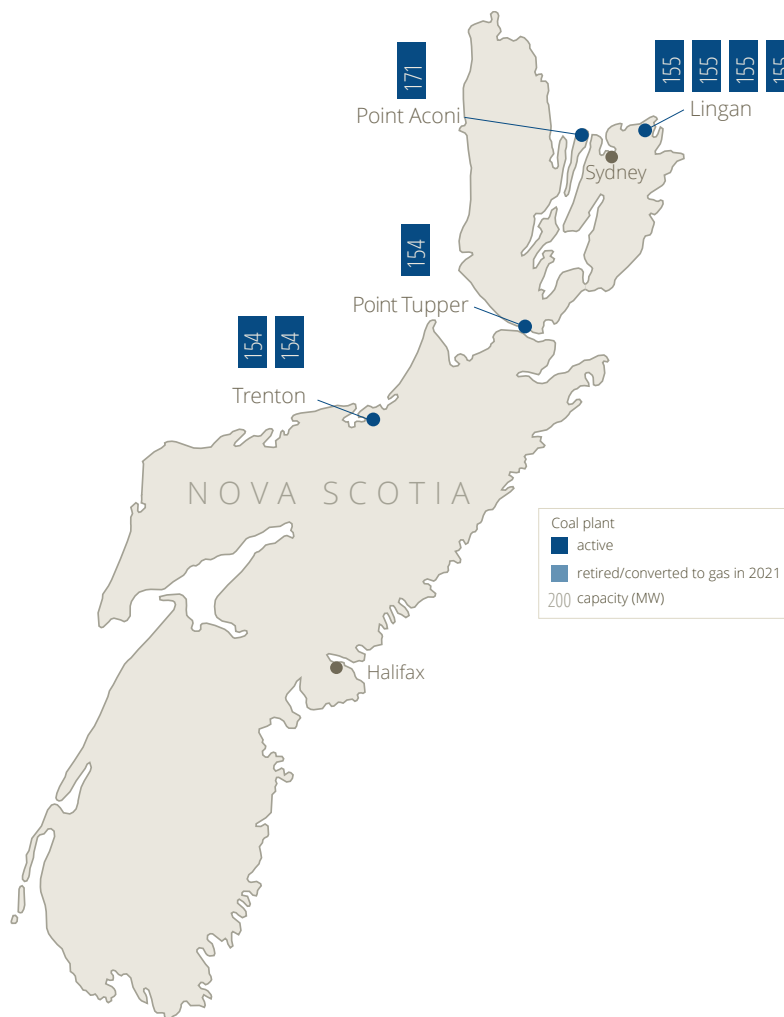 171
155 155 155 155
Point Aconi
Lingan
Sydney
154
Point Tupper
154 154
Trenton
NOVA SCOTIA
Coal plant
active
retired/converted to gas in 2021
200 capacity (MW)
Halifax